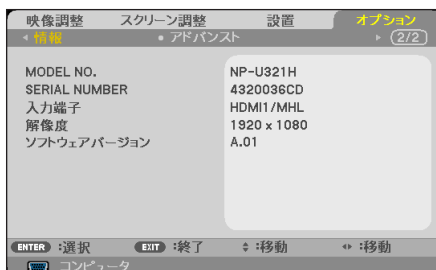 映像調整 スクリーン調整 設置 オプション
情報 アドバンスト (2/2)
MODEL NO. NP-U321H
SERIAL NUMBER 4320036CD
入力端子 HDMI1/MHL
解像度 1920 x 1080
ソフトウェアバージョン A.01
ENTER :選択 EXIT :終了 :移動 :移動
コンピュータ